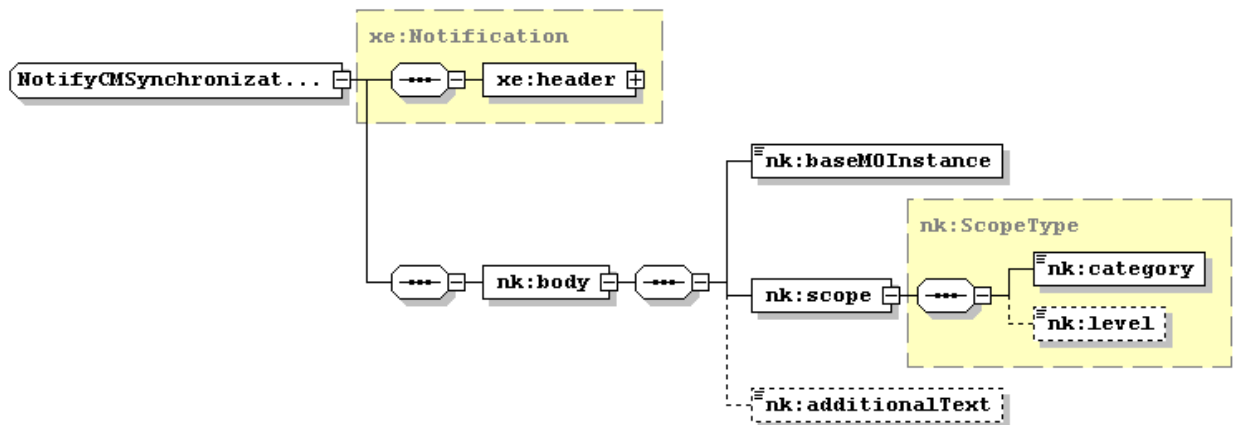 xe:Notification
NotifyCMSynchronizat...
xe:header
nk:baseMOInstance
nk:ScopeType
nk:category
nk:body
nk:scope
nk:level
nk:additionalText